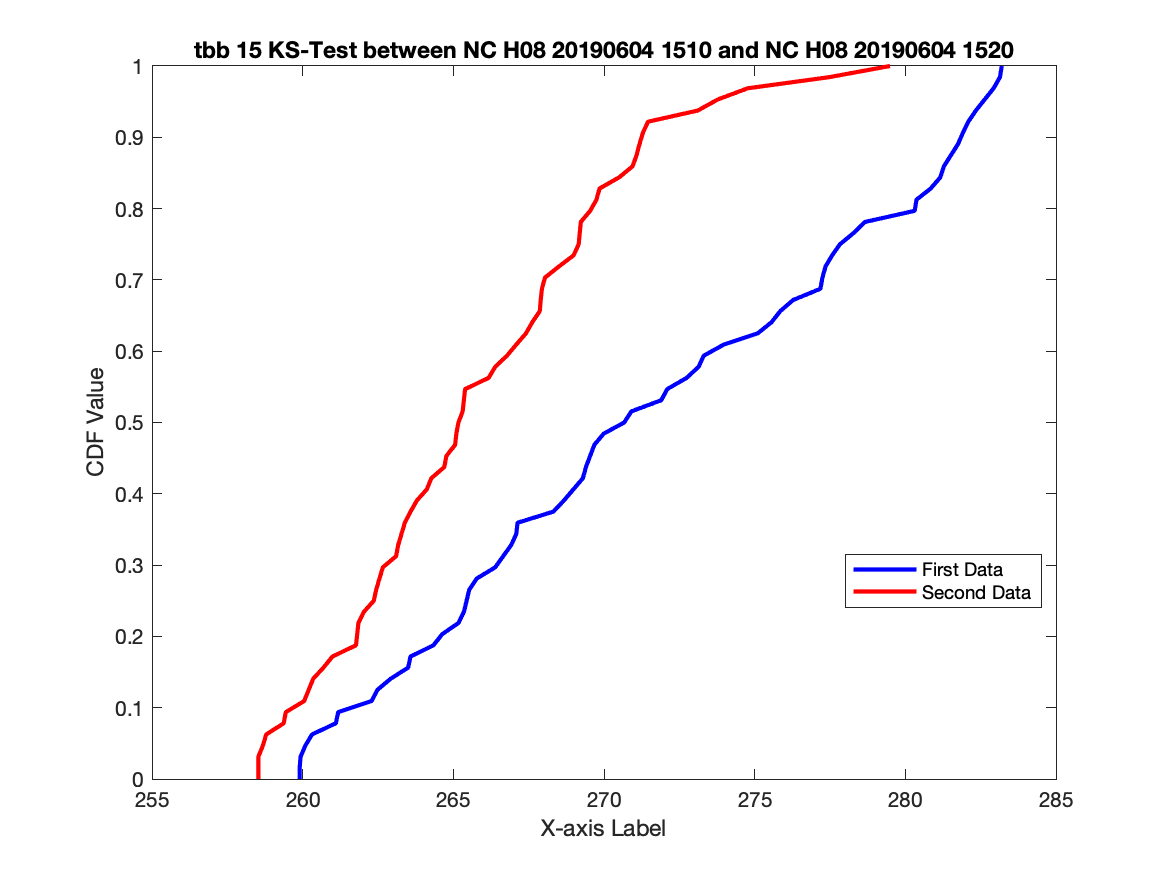 tbb 15 KS-Test between NC H08 20190604 1510 and NC H08 20190604 1520
1
0.9
0.8
0.7
0.6
0.5
0.4
0.3
0.2
0.1
0
CDF Value
First Data
Second Data
255 260 265 270 275 280 285
X-axis Label